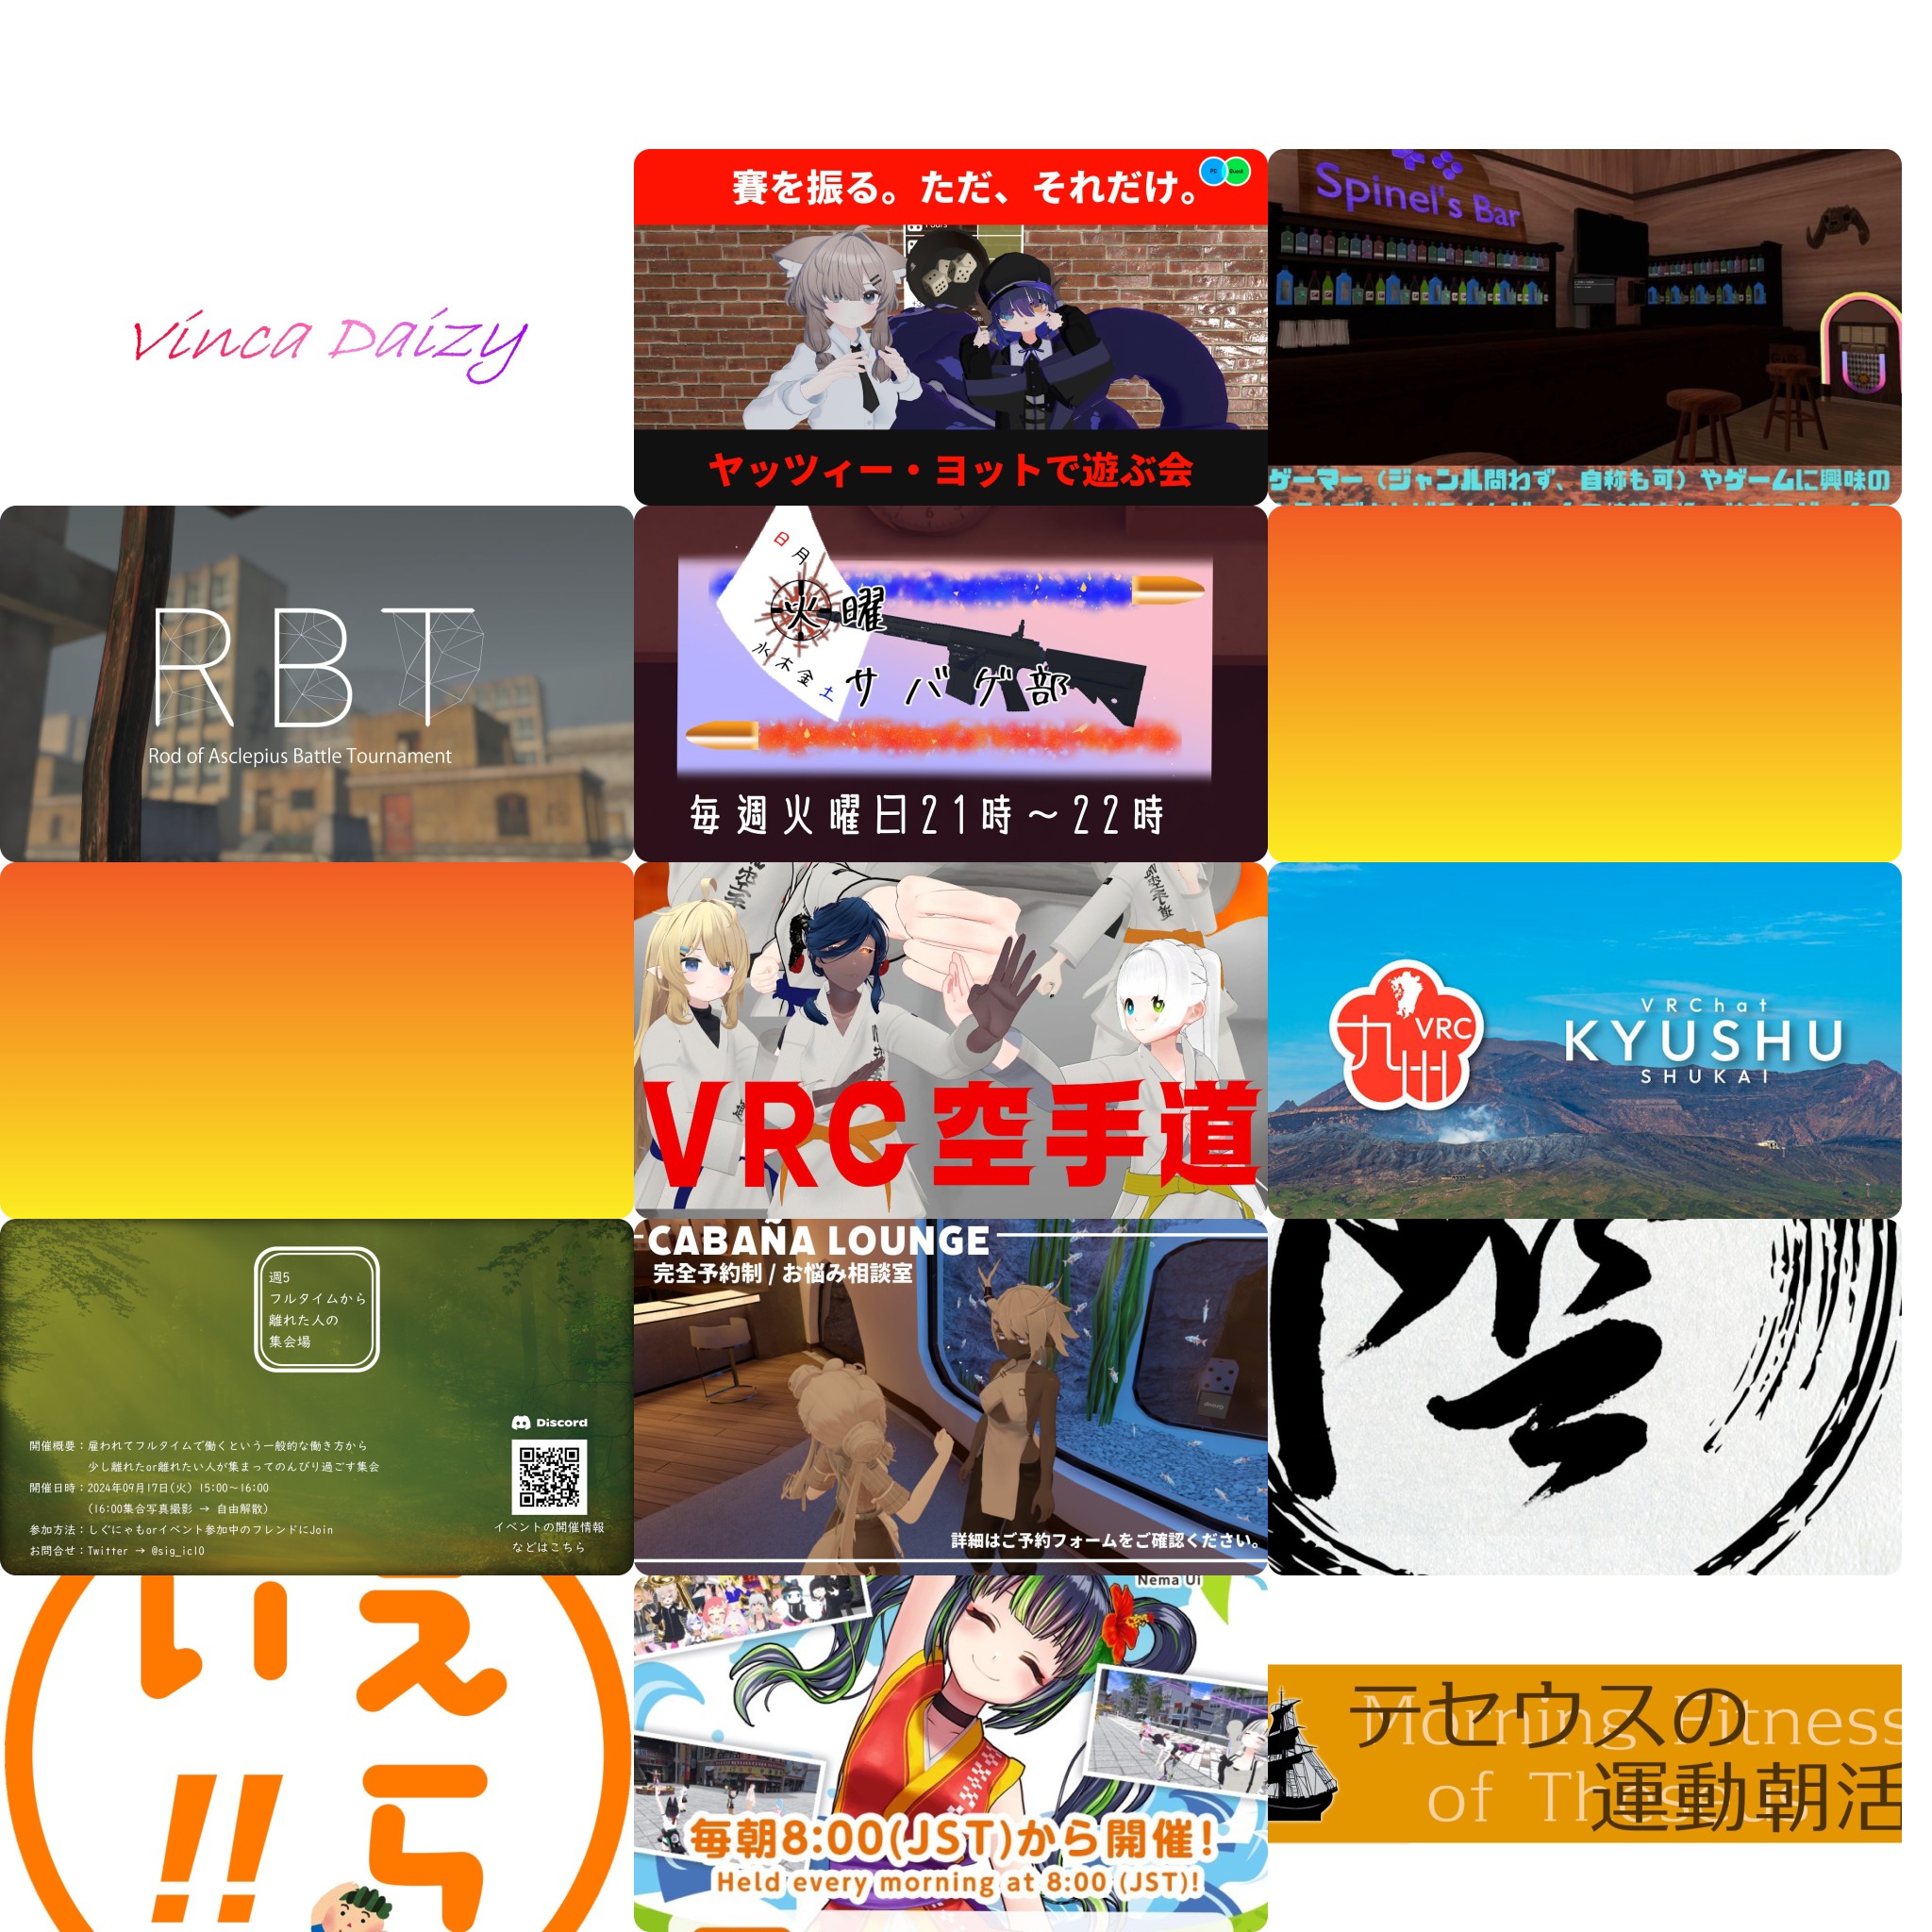 Vinca Daizy
賽を振る。ただ、それだけ。
PC
Quest
ヤッツィー・ヨットで遊ぶ会
Spinel's Bar
ゲーマー（ジャンル問わず、自称も可）やゲームに興味の
RBT
Rod of Asclepius Battle Tournament
日
月
火曜
水
木
金
土
サバゲ部
毎週火曜日21時～22時
VRC空手道
九州
VRC
VRChat
KYUSHU
SHUKAI
週5
フルタイムから
離れた人の
集会場
開催概要：雇われてフルタイムで働くという一般的な働き方から
少し離れたor離れたい人が集まってのんびり過ごす集会
開催日時：2024年09月17日(火) 15:00〜16:00
(16:00集合写真撮影 → 自由解散)
参加方法：しぐにゃもorイベント参加中のフレンドにJoin
お問合せ：Twitter → @sig_icl0
Discord
イベントの開催情報
などはこちら
CABAÑA LOUNGE
完全予約制 / お悩み相談室
詳細はご予約フォームをご確認ください。
えらい!!
Nema Ui
毎朝8:00(JST)から開催!
Held every morning at 8:00 (JST)!
テセウスの
運動朝活
Morning Fitness
of Theseus